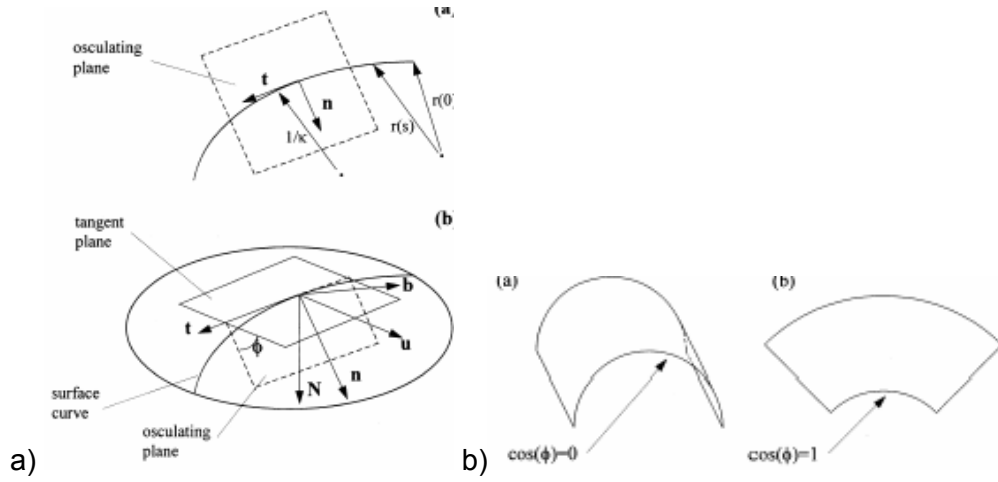 (a)
osculating
plane
t
n
1/κ
r(s)
r(0)
(b)
tangent
plane
b
t
ϕ
u
N
n
surface
curve
osculating
plane
a)
b)
(a)
(b)
cos(ϕ)=0
cos(ϕ)=1